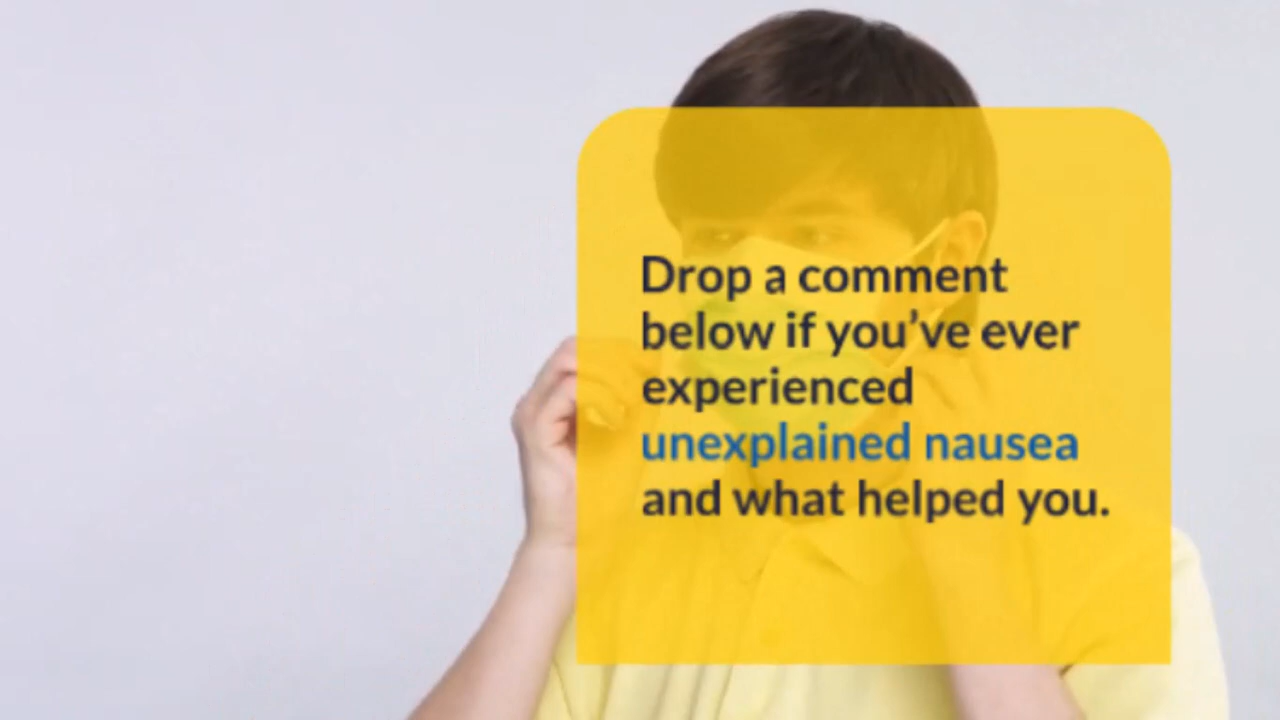 Drop a comment
below if you’ve ever
experienced
unexplained nausea
and what helped you.